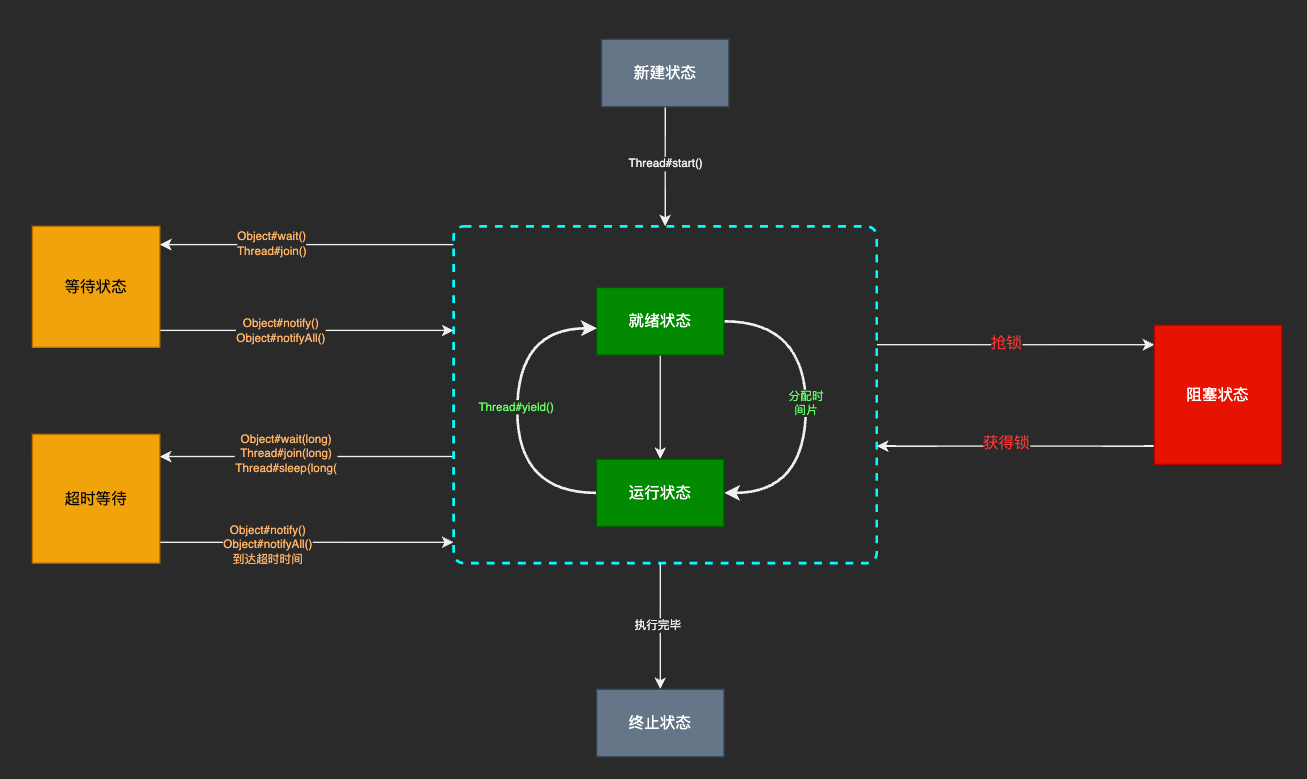 新建状态
Thread#start()
Object#wait()
Thread#join()
等待状态
Object#notify()
Object#notifyAll()
就绪状态
抢锁
阻塞状态
Thread#yield()
分配时
间片
获得锁
Object#wait(long)
Thread#join(long)
Thread#sleep(long(
超时等待
运行状态
Object#notify()
Object#notifyAll()
到达超时时间
执行完毕
终止状态